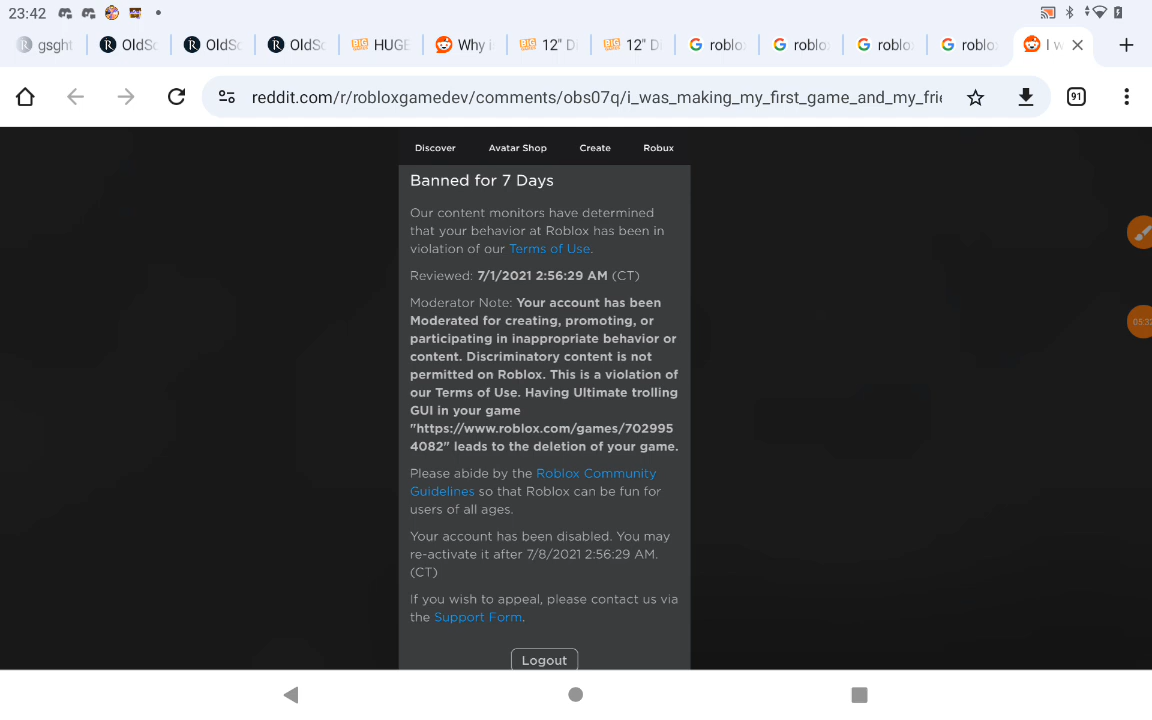 23:42
gsght
OldSc
OldSc
OldSc
HUGE
Why i
12" D
12" D
roblo
roblo
roblo
roblo
I w
reddit.com/r/robloxgamedev/comments/obs07q/i_was_making_my_first_game_and_my_frie
91
Discover Avatar Shop Create Robux
Banned for 7 Days
Our content monitors have determined
that your behavior at Roblox has been in
violation of our Terms of Use.
Reviewed: 7/1/2021 2:56:29 AM (CT)
Moderator Note: Your account has been
Moderated for creating, promoting, or
participating in inappropriate behavior or
content. Discriminatory content is not
permitted on Roblox. This is a violation of
our Terms of Use. Having Ultimate trolling
GUI in your game
"https://www.roblox.com/games/702995
4082" leads to the deletion of your game.
Please abide by the Roblox Community
Guidelines so that Roblox can be fun for
users of all ages.
Your account has been disabled. You may
re-activate it after 7/8/2021 2:56:29 AM.
(CT)
If you wish to appeal, please contact us via
the Support Form.
Logout